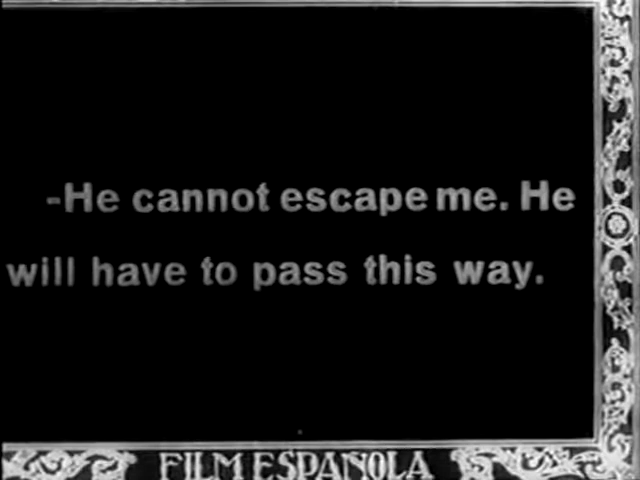 -He cannot escape me. He
will have to pass this way.
FILM ESPAÑOLA